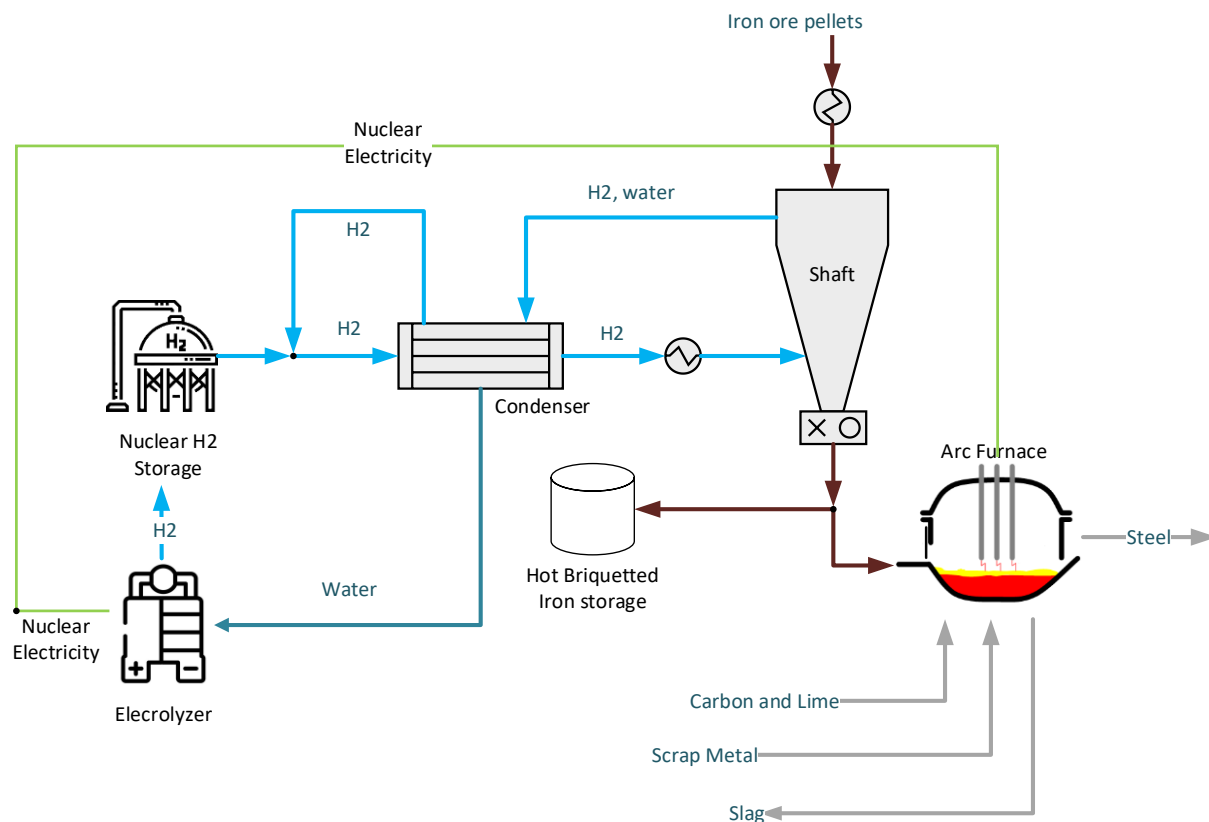 Iron ore pellets
Nuclear
Electricity
H2, water
H2
Shaft
H2
H2
H2
Condenser
Nuclear H2
Storage
Arc Furnace
H2
Steel
Hot Briquetted
Iron storage
Water
Nuclear
Electricity
+
−
Elecrolyzer
Carbon and Lime
Scrap Metal
Slag